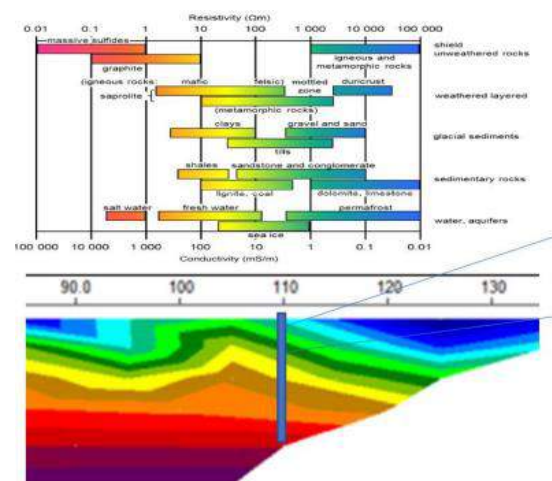 Resistivity (Ωm)
0.01 0.1 1 10 100 1 000 10 000 100 000
massive sulfides
shield
unweathered rocks
igneous and
metamorphic rocks
graphite
(igneous rocks: mafic felsic) mottled
zone duricrust
saprolite
weathered layered
(metamorphic rocks)
clays gravel and sand
glacial sediments
tills
shales sandstone and conglomerate
sedimentary rocks
lignite, coal dolomite, limestone
salt water fresh water permafrost
water, aquifers
sea ice
100 000 10 000 1 000 100 10 1 0.1 0.01
Conductivity (mS/m)
90.0 100 110 120 130